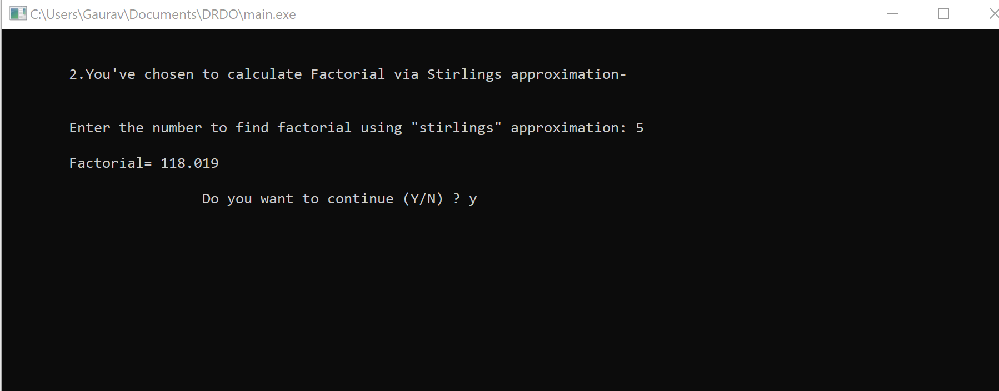 C:\Users\Gaurav\Documents\DRDO\main.exe
2.You've chosen to calculate Factorial via Stirlings approximation-
Enter the number to find factorial using "stirlings" approximation: 5
Factorial= 118.019
Do you want to continue (Y/N) ? y